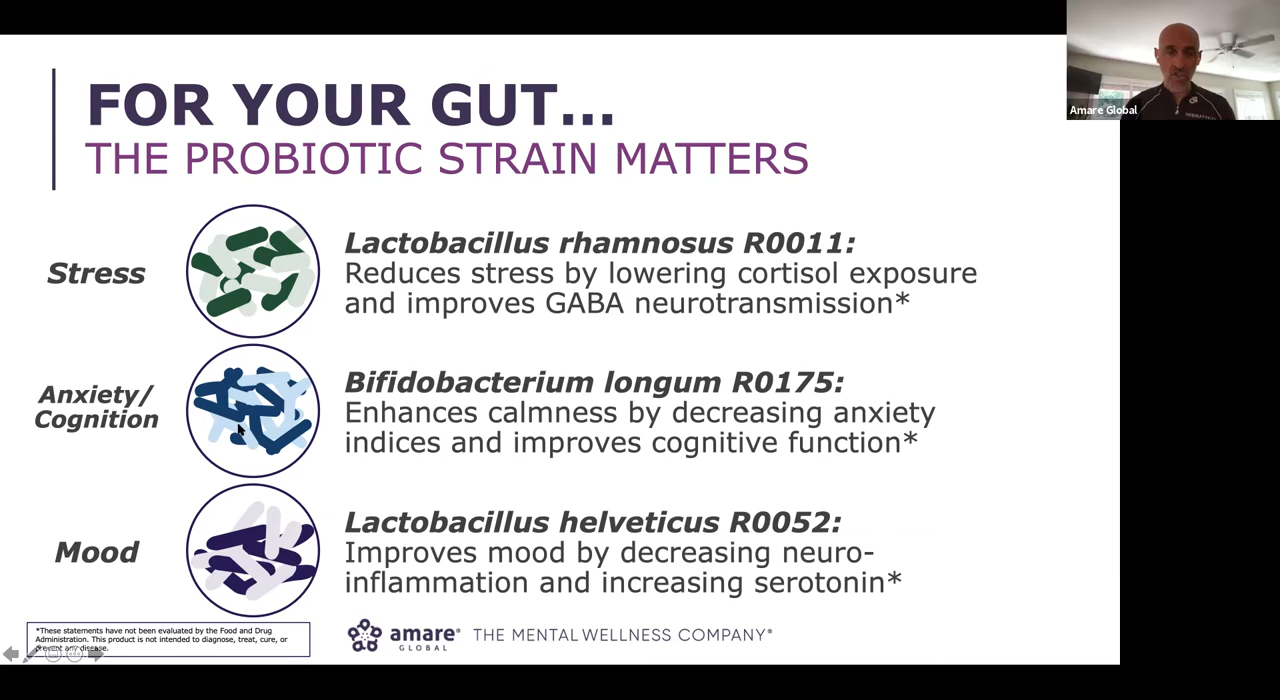 FOR YOUR GUT...
THE PROBIOTIC STRAIN MATTERS
Amare Global
Stress
Lactobacillus rhamnosus R0011:
Reduces stress by lowering cortisol exposure
and improves GABA neurotransmission*
Anxiety/
Cognition
Bifidobacterium longum R0175:
Enhances calmness by decreasing anxiety
indices and improves cognitive function*
Mood
Lactobacillus helveticus R0052:
Improves mood by decreasing neuro-
inflammation and increasing serotonin*
*These statements have not been evaluated by the Food and Drug
Administration. This product is not intended to diagnose, treat, cure, or
prevent any disease.
amare®
GLOBAL
THE MENTAL WELLNESS COMPANY®